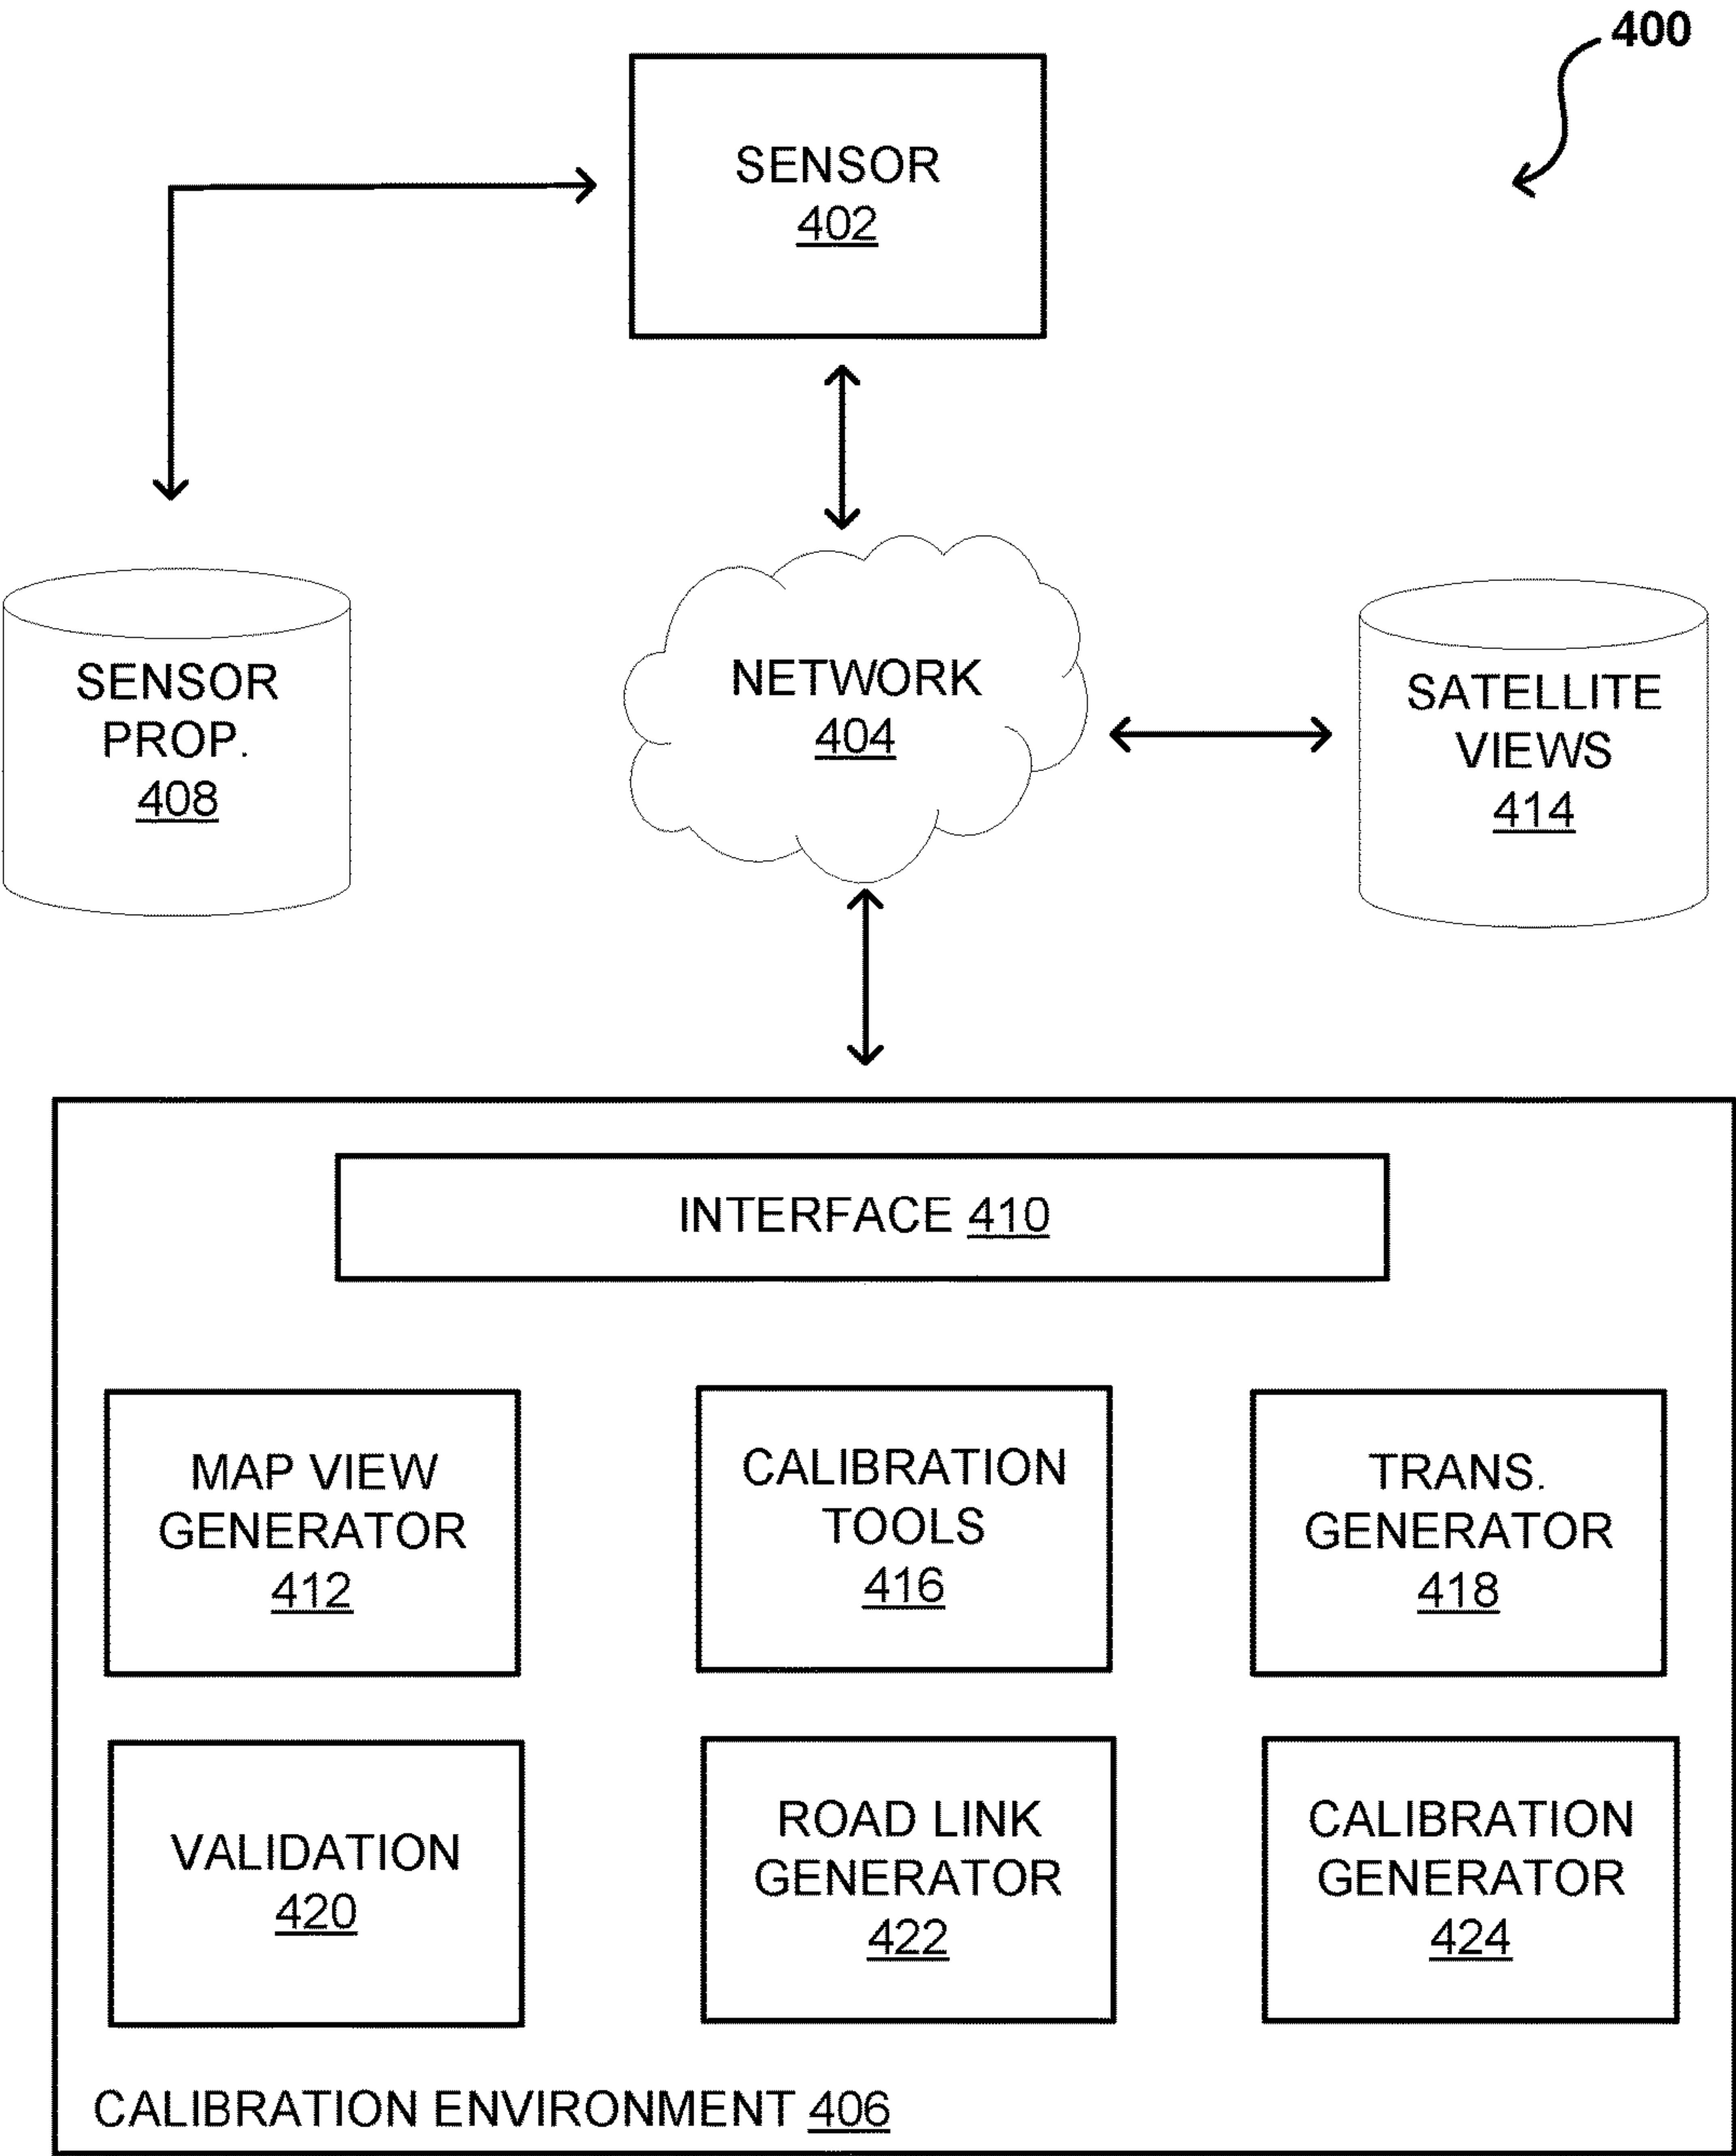 400
SENSOR
402
SENSOR
PROP.
408
NETWORK
404
SATELLITE
VIEWS
414
INTERFACE 410
MAP VIEW
GENERATOR
412
CALIBRATION
TOOLS
416
TRANS.
GENERATOR
418
VALIDATION
420
ROAD LINK
GENERATOR
422
CALIBRATION
GENERATOR
424
CALIBRATION ENVIRONMENT 406